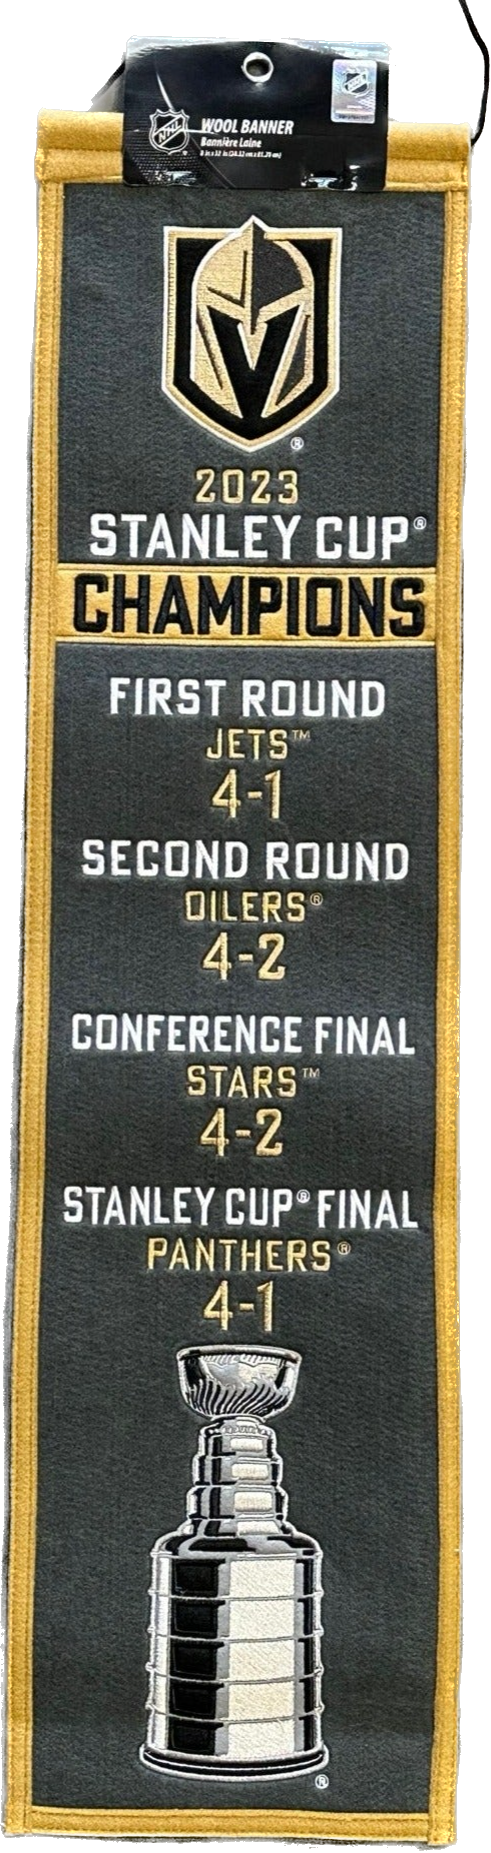 NHL
WOOL BANNER
Bannière Laine
2023
STANLEY CUP®
CHAMPIONS
FIRST ROUND
JETS™
4-1
SECOND ROUND
OILERS®
4-2
CONFERENCE FINAL
STARS™
4-2
STANLEY CUP® FINAL
PANTHERS®
4-1